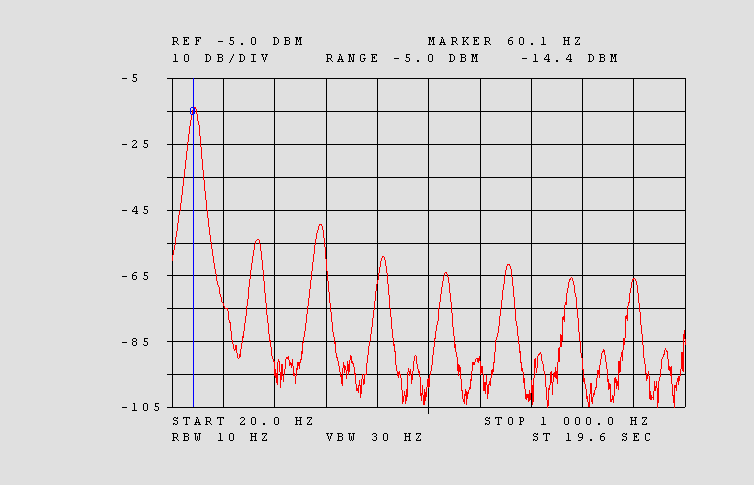 REF -5.0 DBM MARKER 60.1 HZ
10 DB/DIV RANGE -5.0 DBM -14.4 DBM
-5
-25
-45
-65
-85
-105
START 20.0 HZ STOP 1 000.0 HZ
RBW 10 HZ VBW 30 HZ ST 19.6 SEC